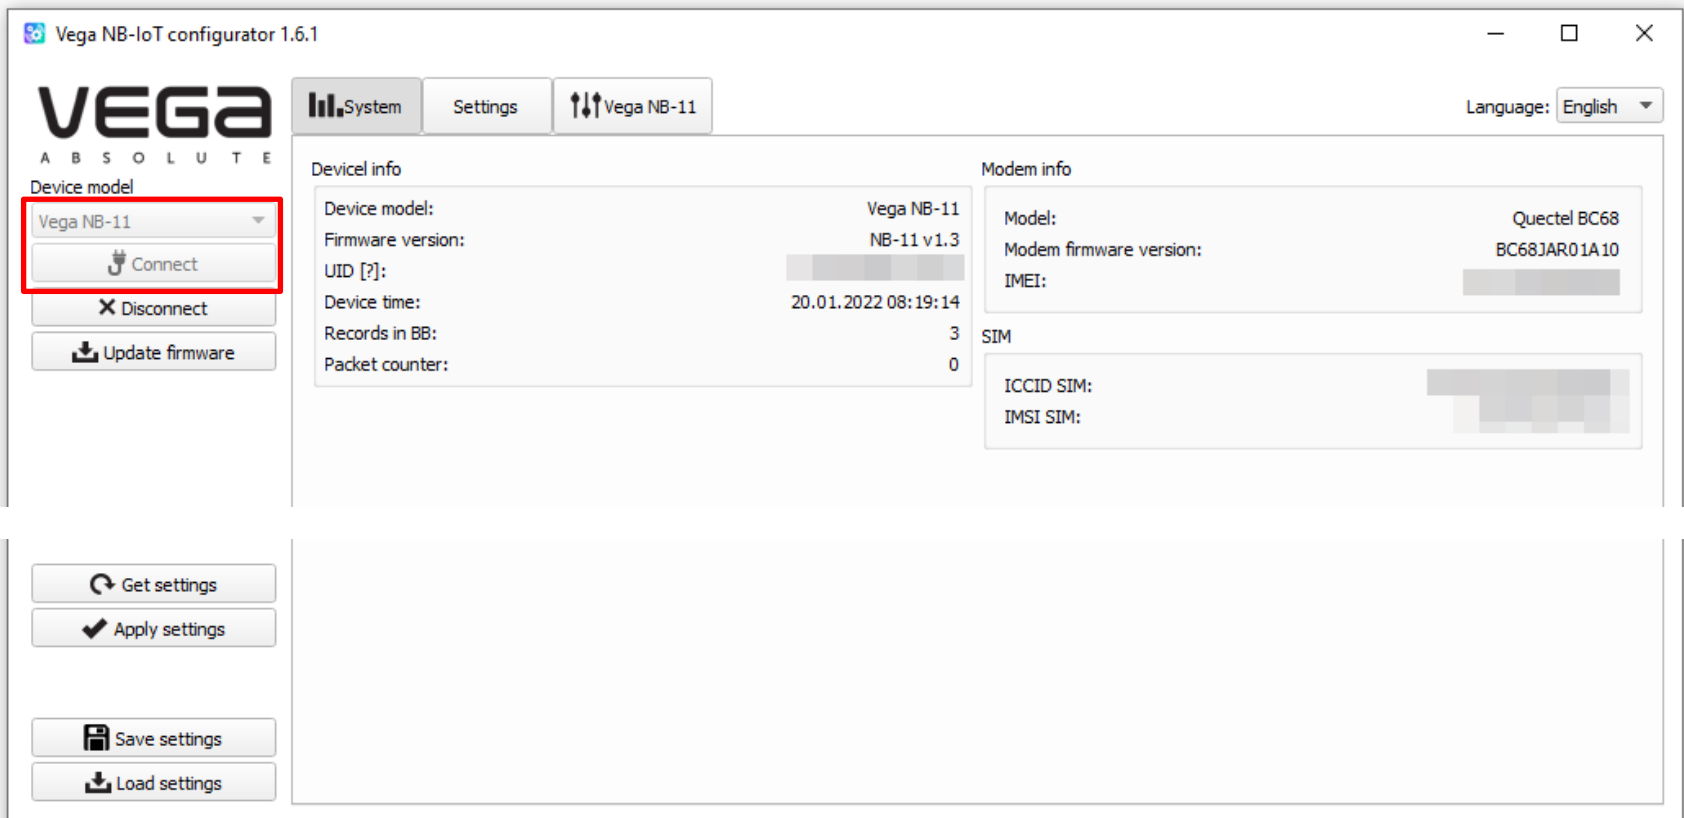 Vega NB-IoT configurator 1.6.1
VEGA
ABSOLUTE
System
Settings
Vega NB-11
Language: English
Device model
Vega NB-11
Connect
Disconnect
Update firmware
Devicel info
Device model: Vega NB-11
Firmware version: NB-11 v1.3
UID [?]:
Device time: 20.01.2022 08:19:14
Records in BB: 3
Packet counter: 0
Modem info
Model: Quectel BC68
Modem firmware version: BC68JAR01A10
IMEI:
SIM
ICCID SIM:
IMSI SIM:
Get settings
Apply settings
Save settings
Load settings